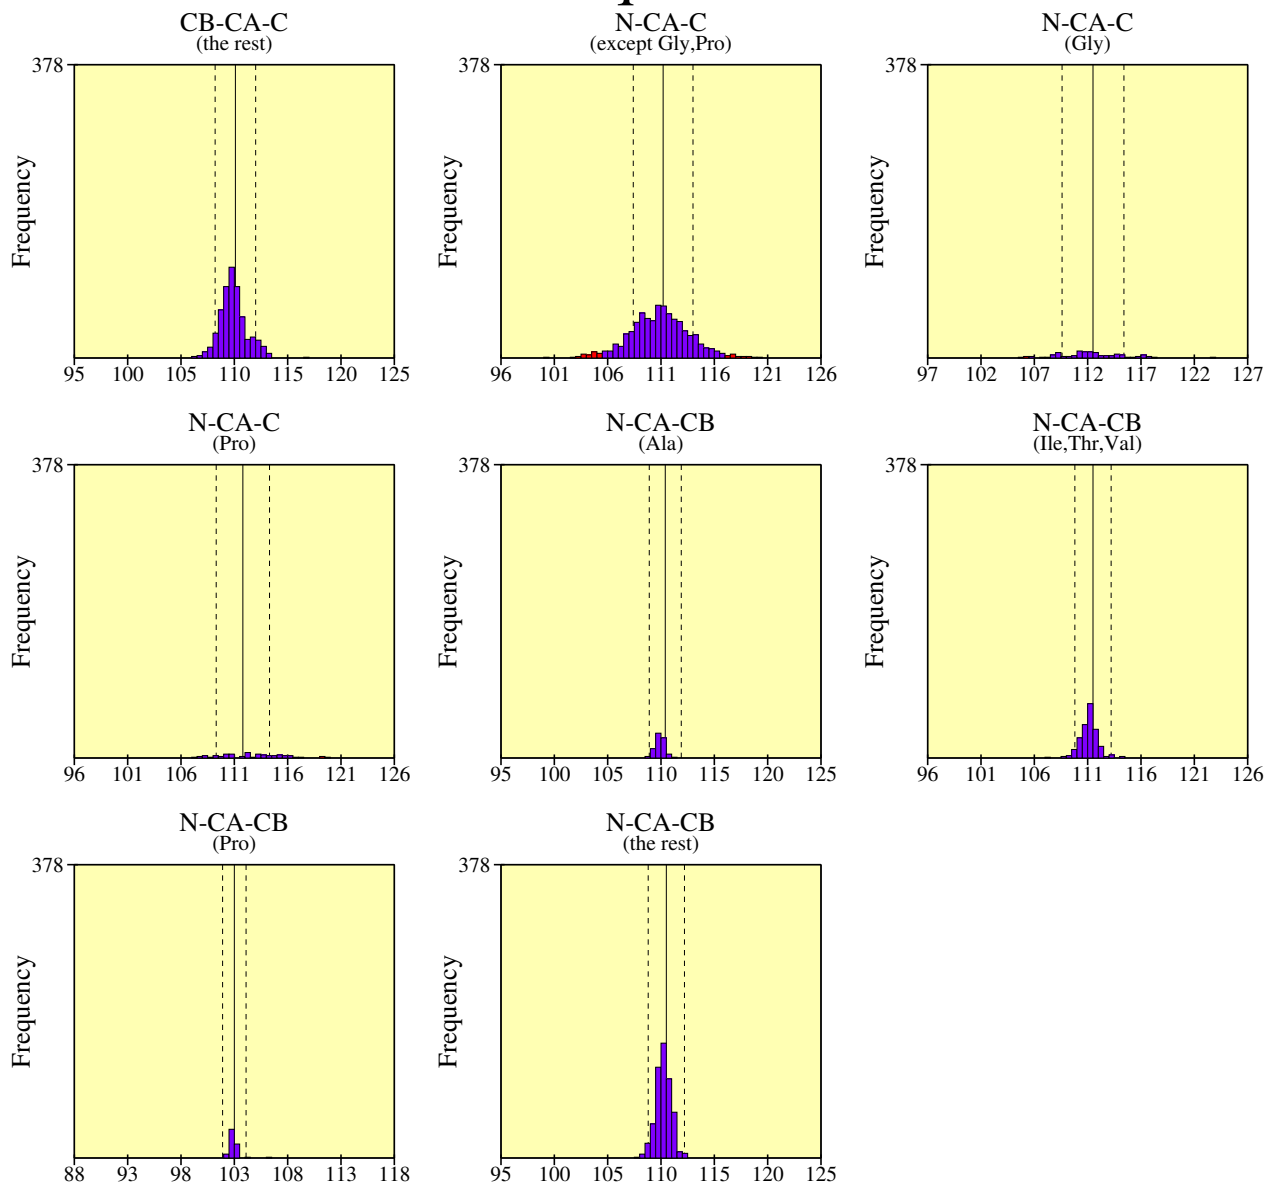 CB-CA-C
(the rest)
378
Frequency
95 100 105 110 115 120 125
N-CA-C
(except Gly,Pro)
378
Frequency
96 101 106 111 116 121 126
N-CA-C
(Gly)
378
Frequency
97 102 107 112 117 122 127
N-CA-C
(Pro)
378
Frequency
96 101 106 111 116 121 126
N-CA-CB
(Ala)
378
Frequency
95 100 105 110 115 120 125
N-CA-CB
(Ile,Thr,Val)
378
Frequency
96 101 106 111 116 121 126
N-CA-CB
(Pro)
378
Frequency
88 93 98 103 108 113 118
N-CA-CB
(the rest)
378
Frequency
95 100 105 110 115 120 125